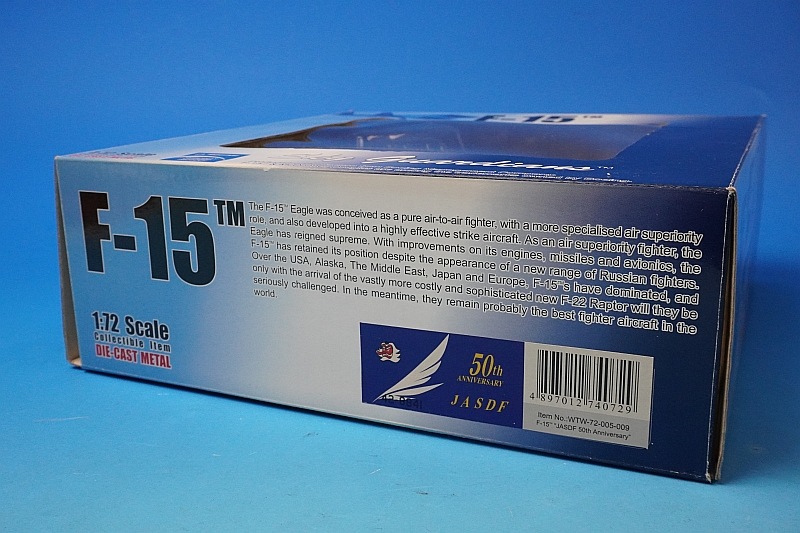 F-15™
Guardians™
F-15™
The F-15™ Eagle was conceived as a pure air-to-air fighter, with a more specialised air superiority
role, and also developed into a highly effective strike aircraft. As an air superiority fighter, the
Eagle has reigned supreme. With improvements on its engines, missiles and avionics, the
F-15™ has retained its position despite the appearance of a new range of Russian fighters.
Over the USA, Alaska, The Middle East, Japan and Europe, F-15™s have dominated, and
only with the arrival of the vastly more costly and sophisticated new F-22 Raptor will they be
seriously challenged. In the meantime, they remain probably the best fighter aircraft in the
world.
1:72 Scale
Collectible Item
DIE-CAST METAL
50th
ANNIVERSARY
JASDF
4 897012 740729
Item No.:WTW-72-005-009
F-15™ "JASDF 50th Anniversary"